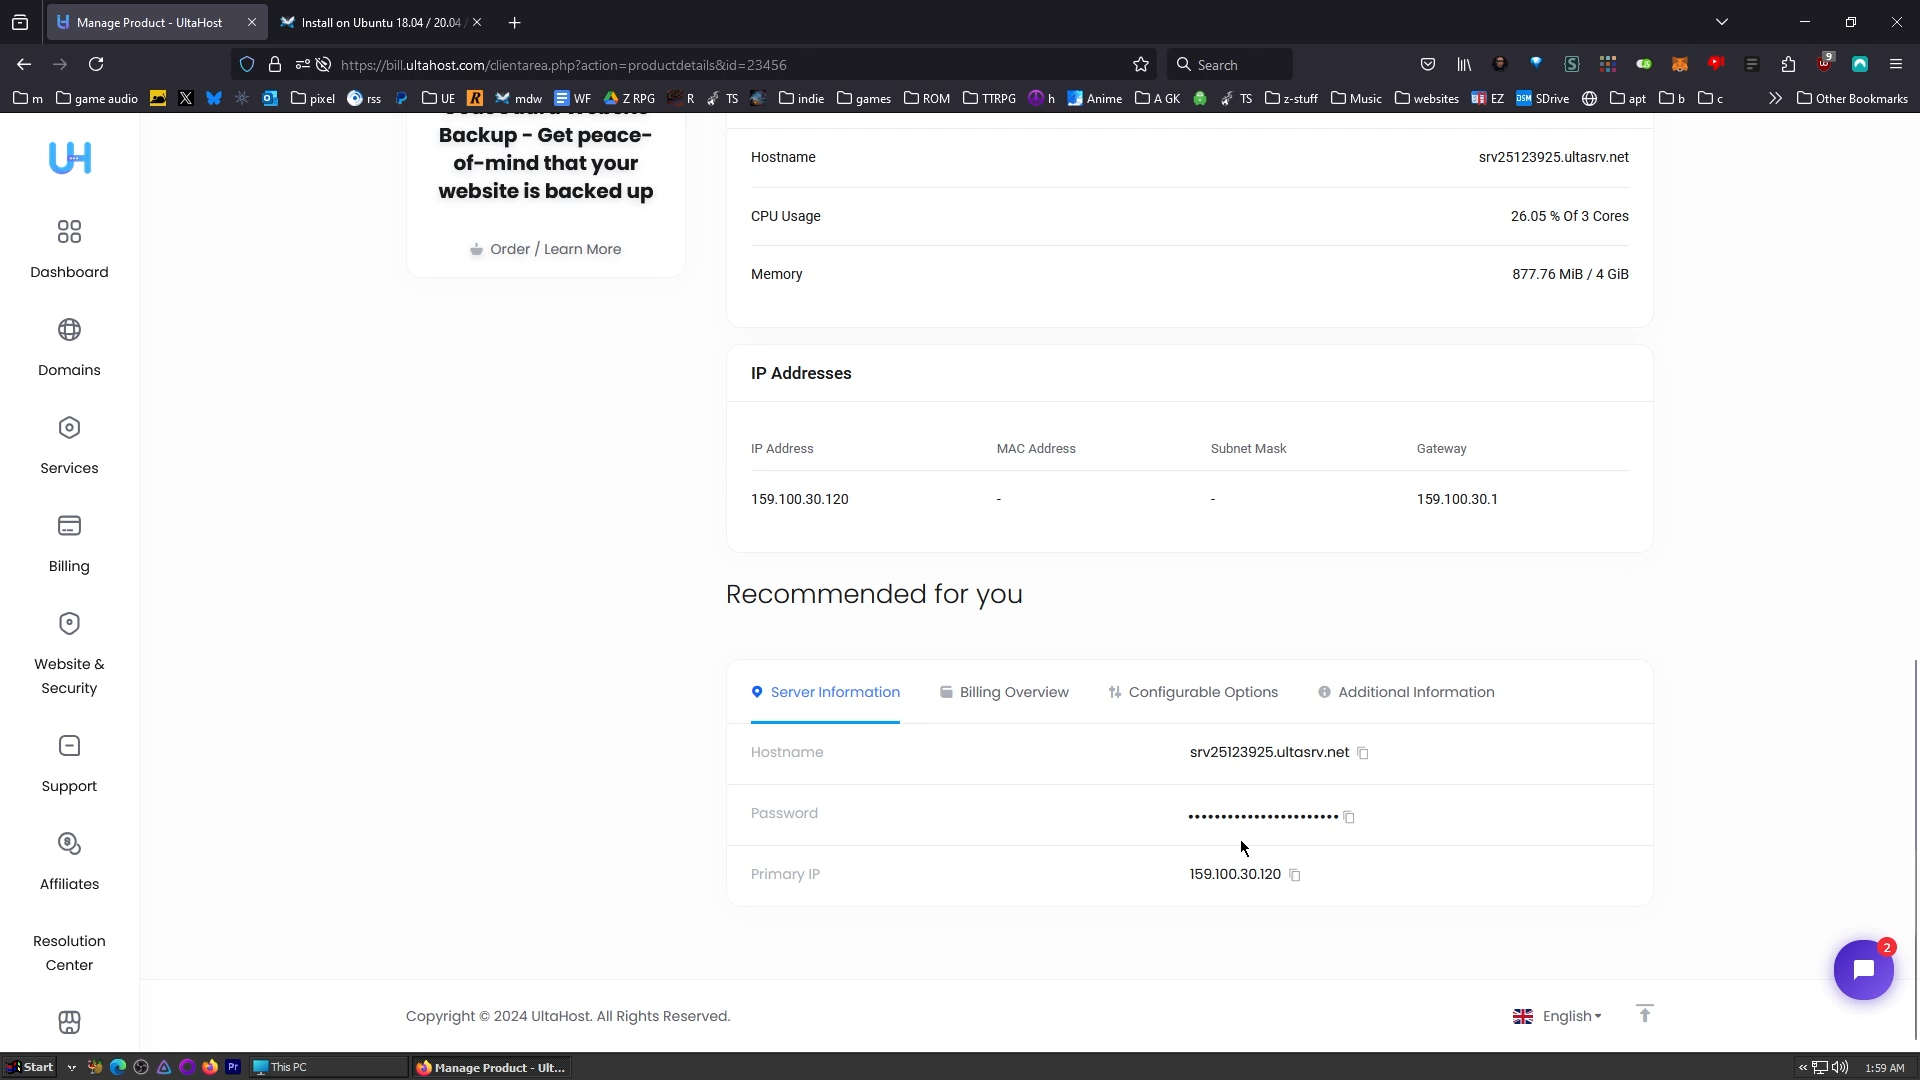 Manage Product - UltaHost
Install on Ubuntu 18.04 / 20.04
https://bill.ultahost.com/clientarea.php?action=productdetails&id=23456
Search
9
m
game audio
pixel
rss
UE
mdw
WF
Z RPG
R
TS
indie
games
ROM
TTRPG
h
Anime
A GK
TS
z-stuff
Music
websites
EZ
SDrive
apt
b
c
Other Bookmarks
UH
Dashboard
Domains
Services
Billing
Website &
Security
Support
Affiliates
Resolution
Center
Backup - Get peace-
of-mind that your
website is backed up
Order / Learn More
Hostname
srv25123925.ultasrv.net
CPU Usage
26.05 % Of 3 Cores
Memory
877.76 MiB / 4 GiB
IP Addresses
IP Address
MAC Address
Subnet Mask
Gateway
159.100.30.120
-
-
159.100.30.1
Recommended for you
Server Information
Billing Overview
Configurable Options
Additional Information
Hostname
srv25123925.ultasrv.net
Password
•••••••••••••••••••••••
Primary IP
159.100.30.120
2
Copyright © 2024 UltaHost. All Rights Reserved.
English
Start
Pr
This PC
Manage Product - Ult...
1:59 AM